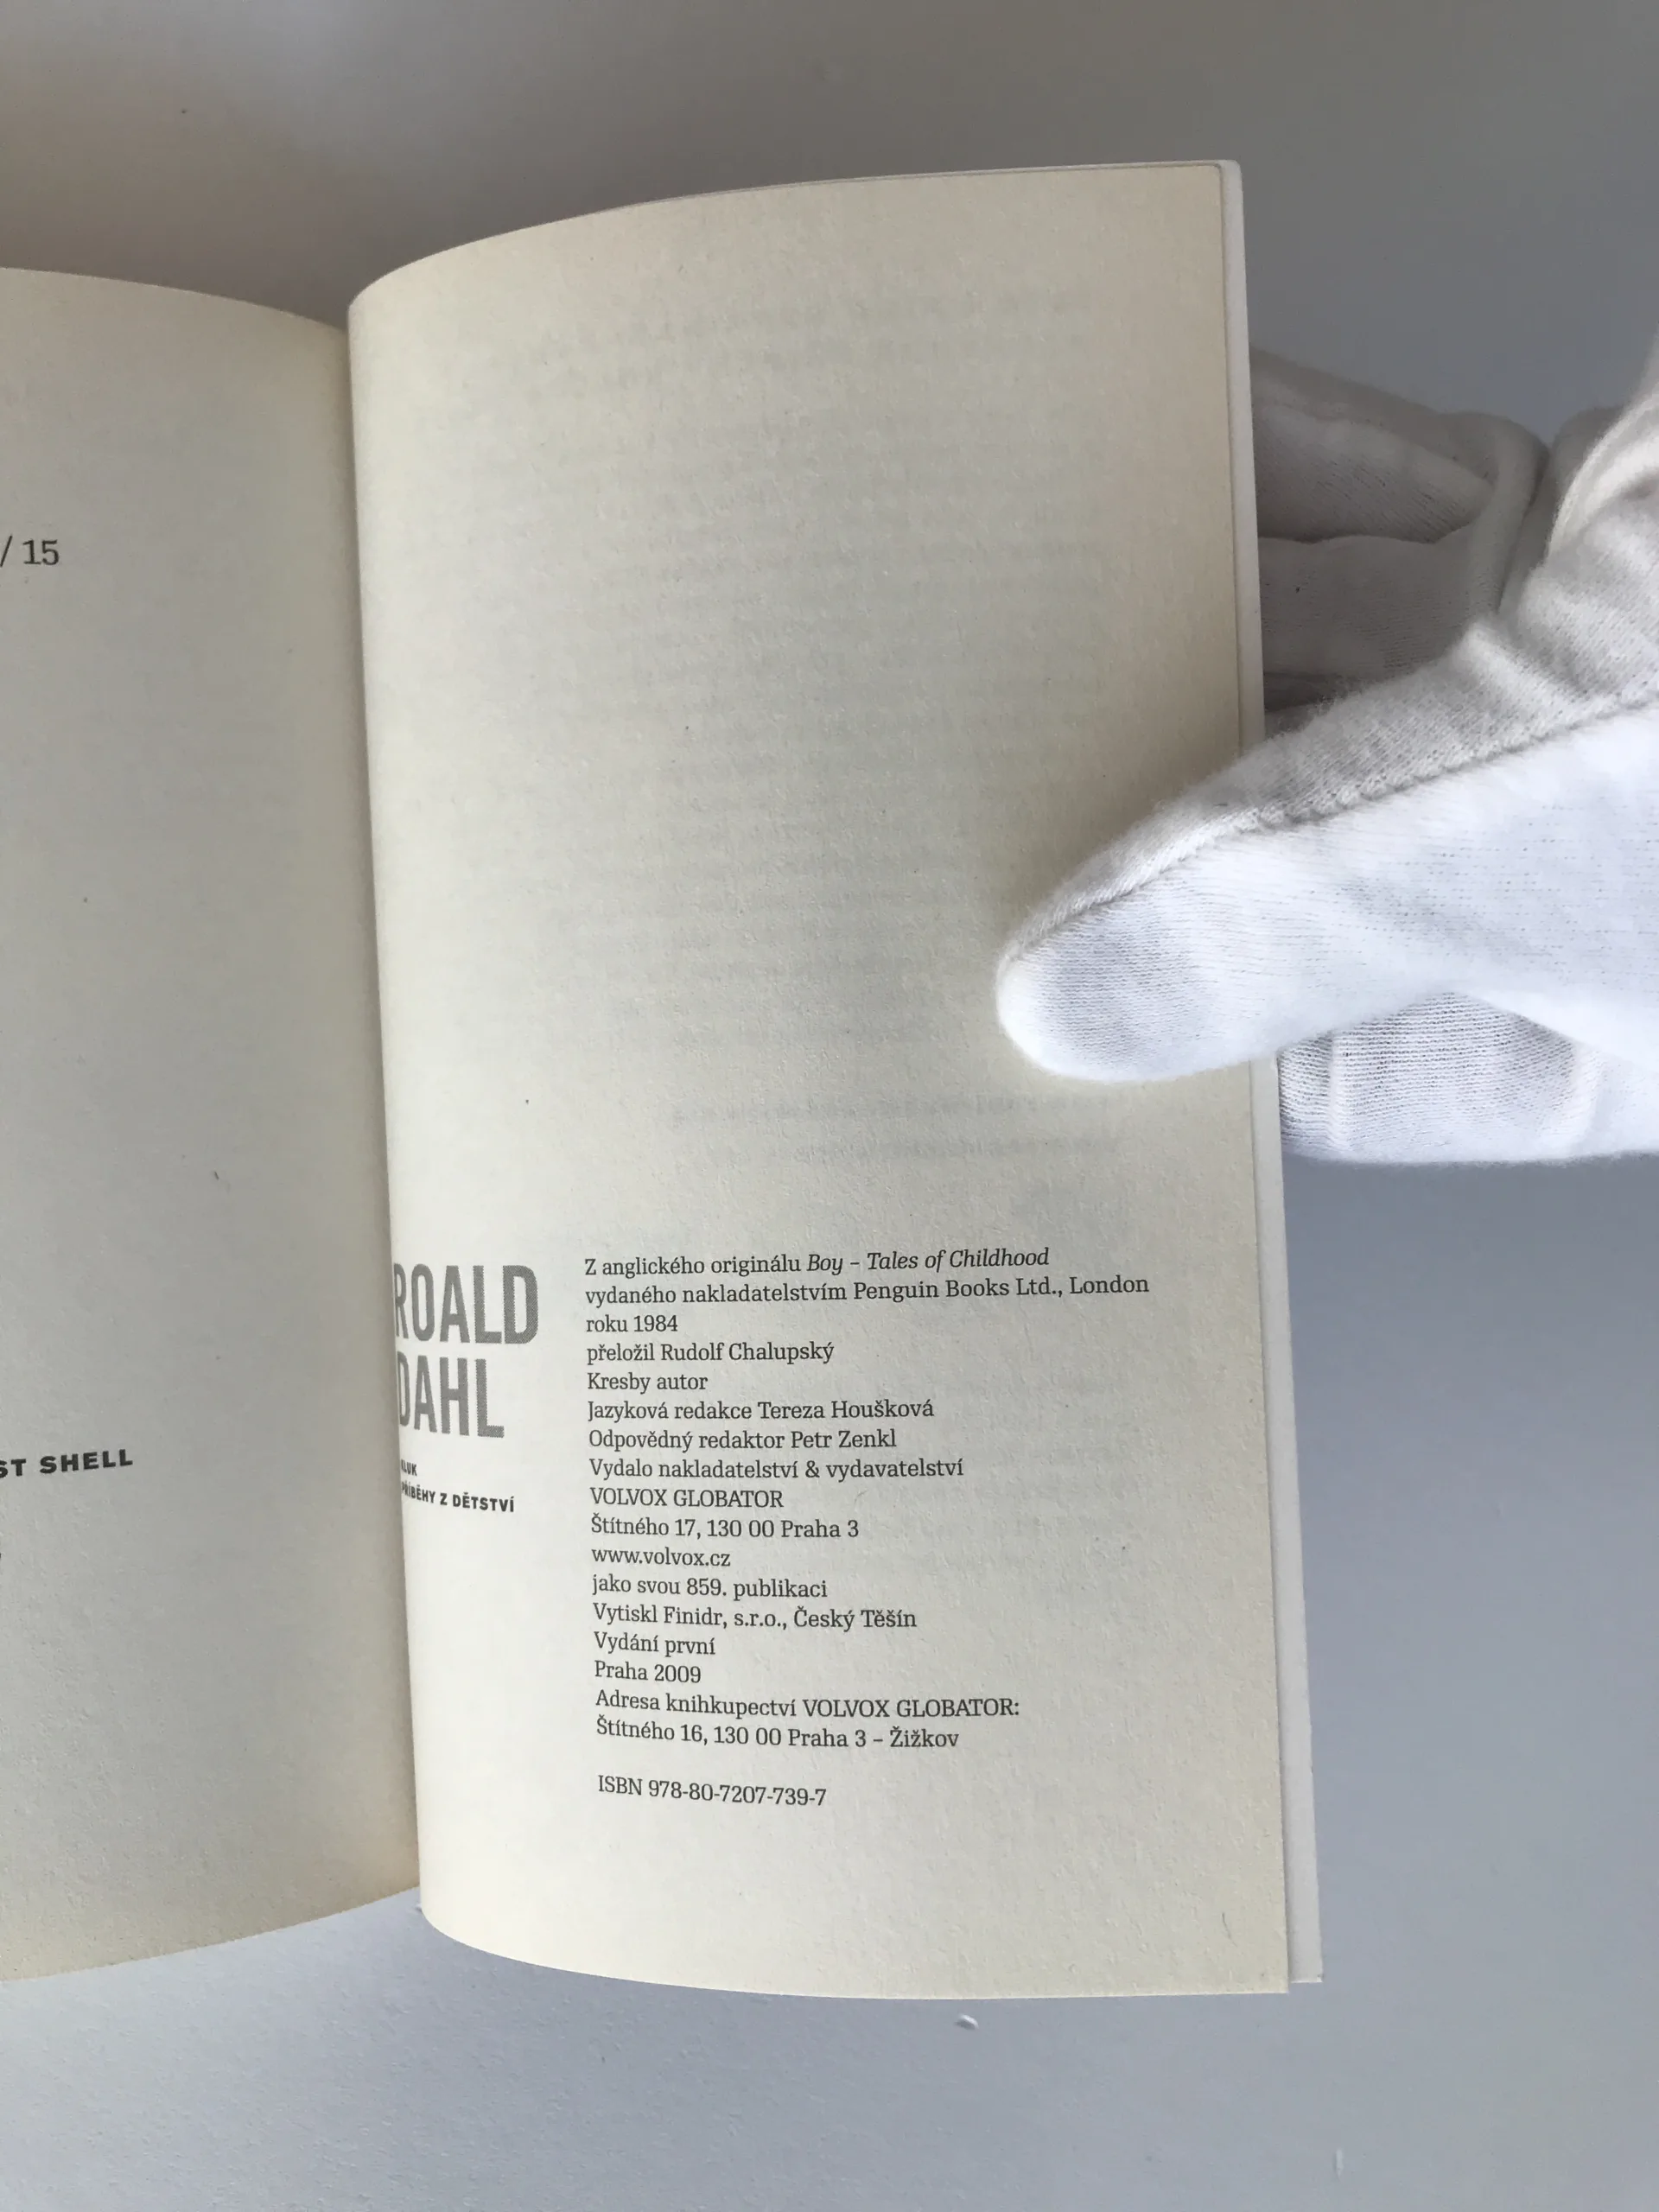 / 15
ST SHELL
ROALD
DAHL
KLUK
PŘÍBĚHY Z DĚTSTVÍ
Z anglického originálu Boy – Tales of Childhood
vydaného nakladatelstvím Penguin Books Ltd., London
roku 1984
přeložil Rudolf Chalupský
Kresby autor
Jazyková redakce Tereza Houšková
Odpovědný redaktor Petr Zenkl
Vydalo nakladatelství & vydavatelství
VOLVOX GLOBATOR
Štítného 17, 130 00 Praha 3
www.volvox.cz
jako svou 859. publikaci
Vytiskl Finidr, s.r.o., Český Těšín
Vydání první
Praha 2009
Adresa knihkupectví VOLVOX GLOBATOR:
Štítného 16, 130 00 Praha 3 – Žižkov
ISBN 978-80-7207-739-7